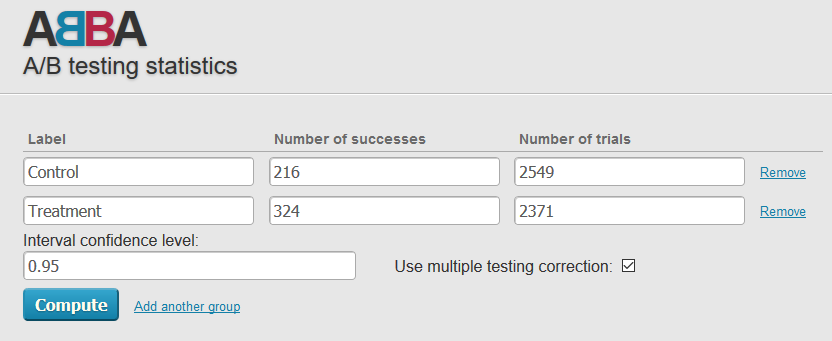 ABBA
A/B testing statistics
Label Number of successes Number of trials
Control 216 2549 Remove
Treatment 324 2371 Remove
Interval confidence level:
0.95 Use multiple testing correction:
Compute Add another group